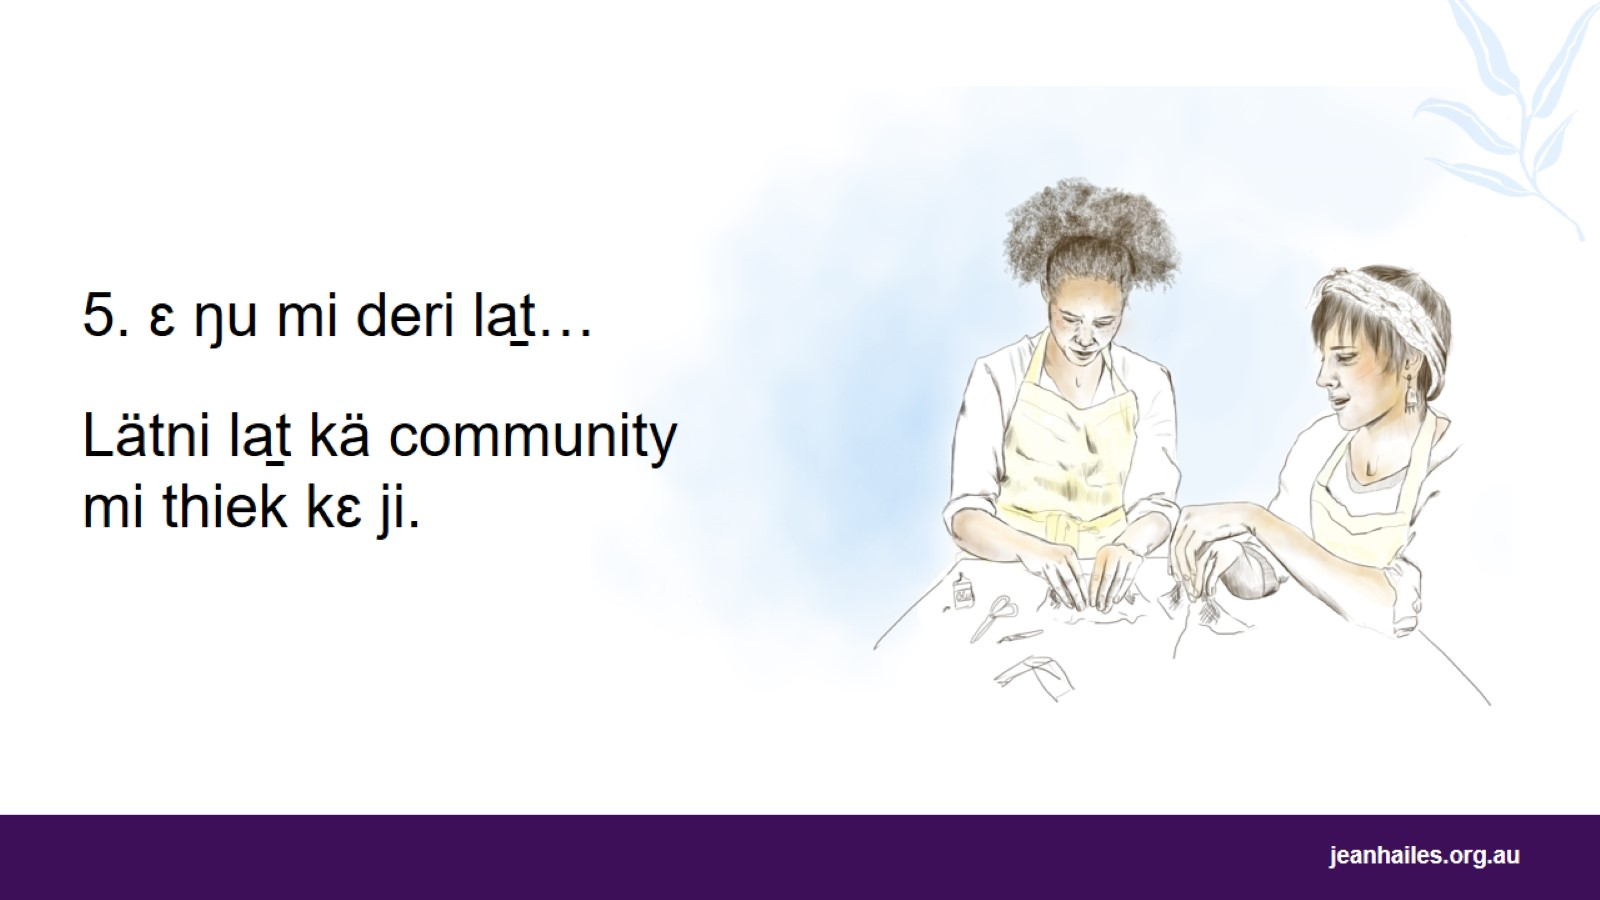 5. ɛ ŋu mi deri la̱ṯ…
Lätni la̱ṯ kä community
mi thiek kɛ ji.
jeanhailes.org.au